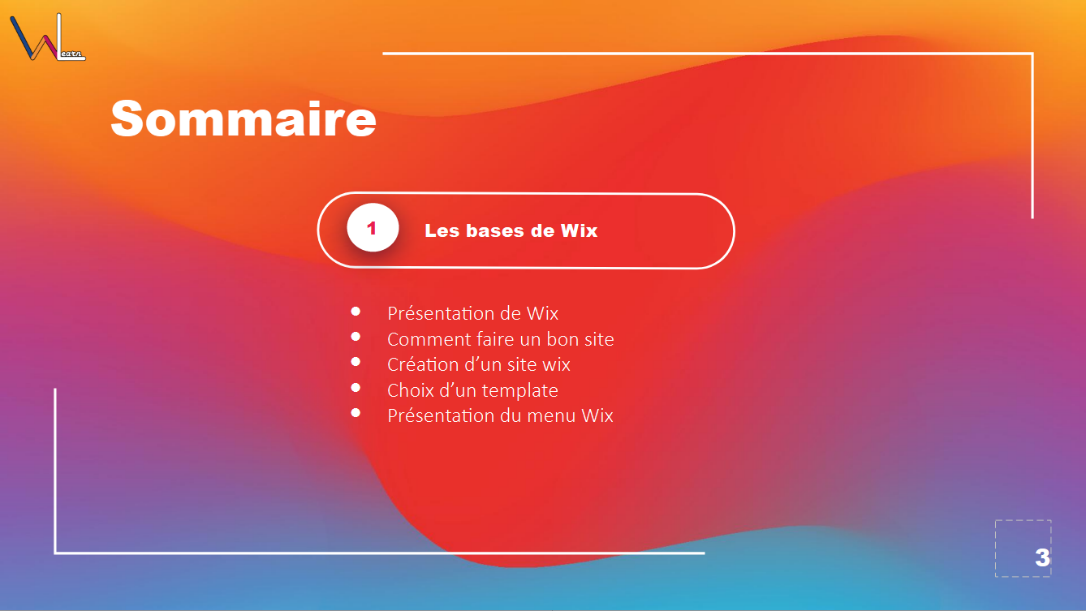 Learn
Sommaire
1
Les bases de Wix
Présentation de Wix
Comment faire un bon site
Création d’un site wix
Choix d’un template
Présentation du menu Wix
3